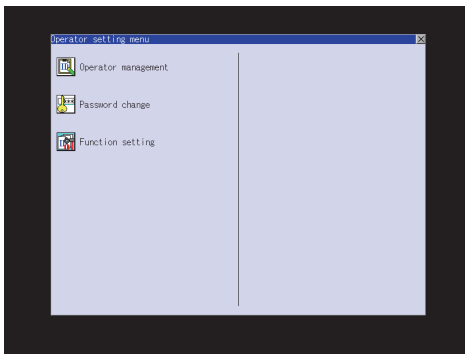 Operator setting menu
Operator management
Password change
Function setting